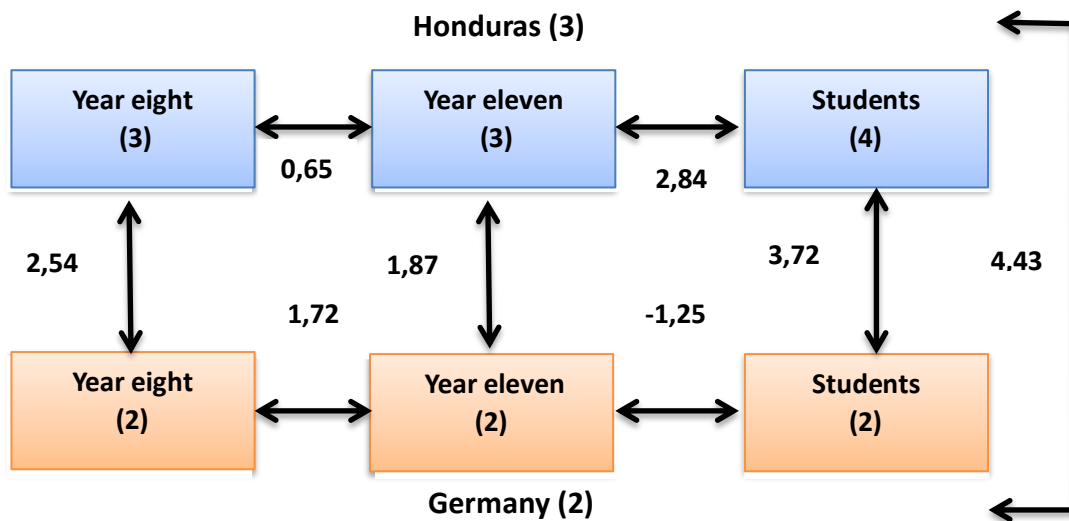 Honduras (3)
Year eight
(3)
Year eleven
(3)
Students
(4)
0,65
2,84
2,54
1,87
3,72
4,43
1,72
-1,25
Year eight
(2)
Year eleven
(2)
Students
(2)
Germany (2)